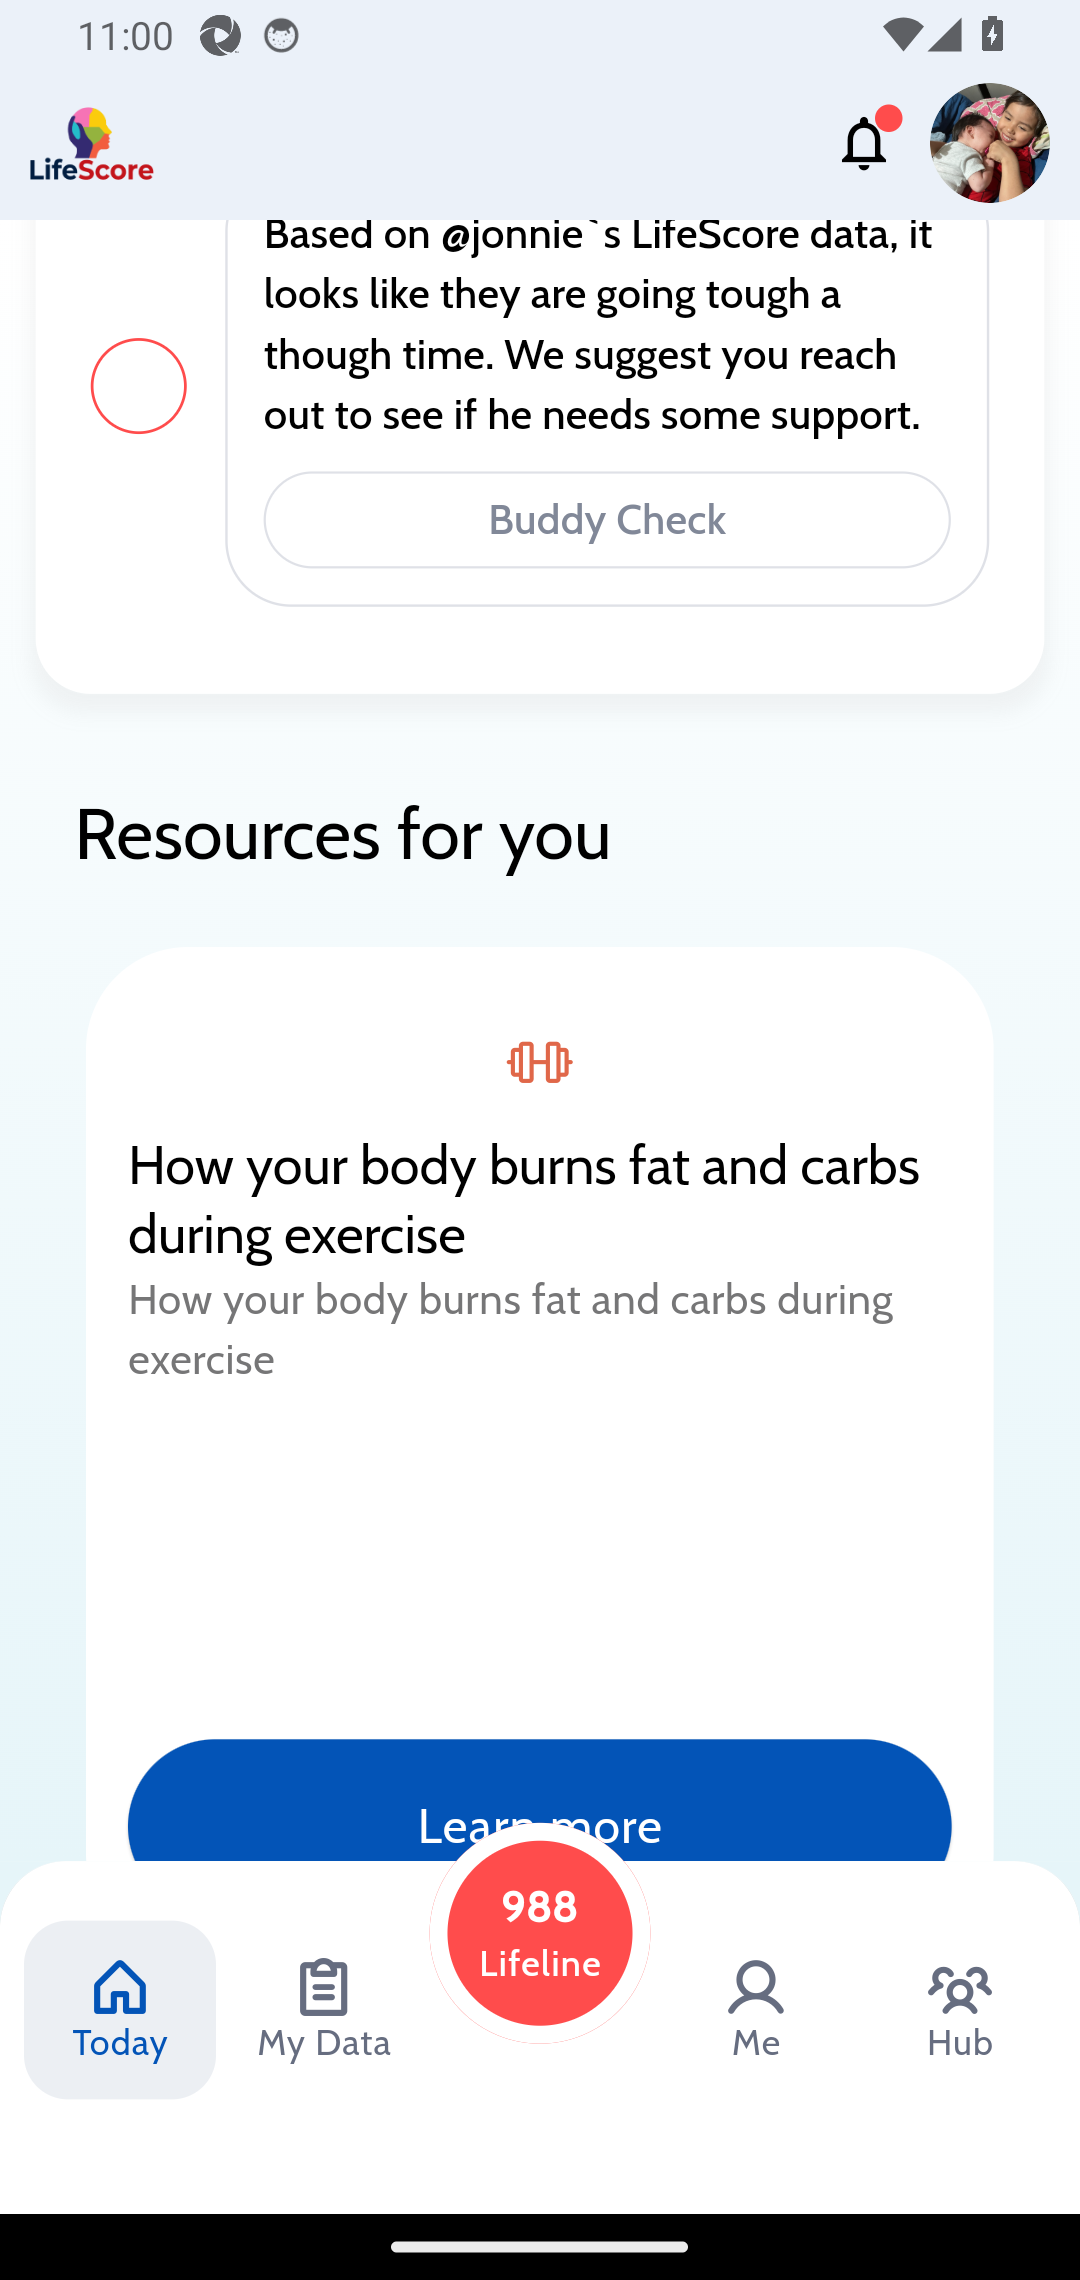 11:00
LifeScore
Based on @jonnie`s LifeScore data, it
looks like they are going tough a
though time. We suggest you reach
out to see if he needs some support.
Buddy Check
Resources for you
How your body burns fat and carbs
during exercise
How your body burns fat and carbs during
exercise
Learn more
988
Lifeline
Today
My Data
Me
Hub